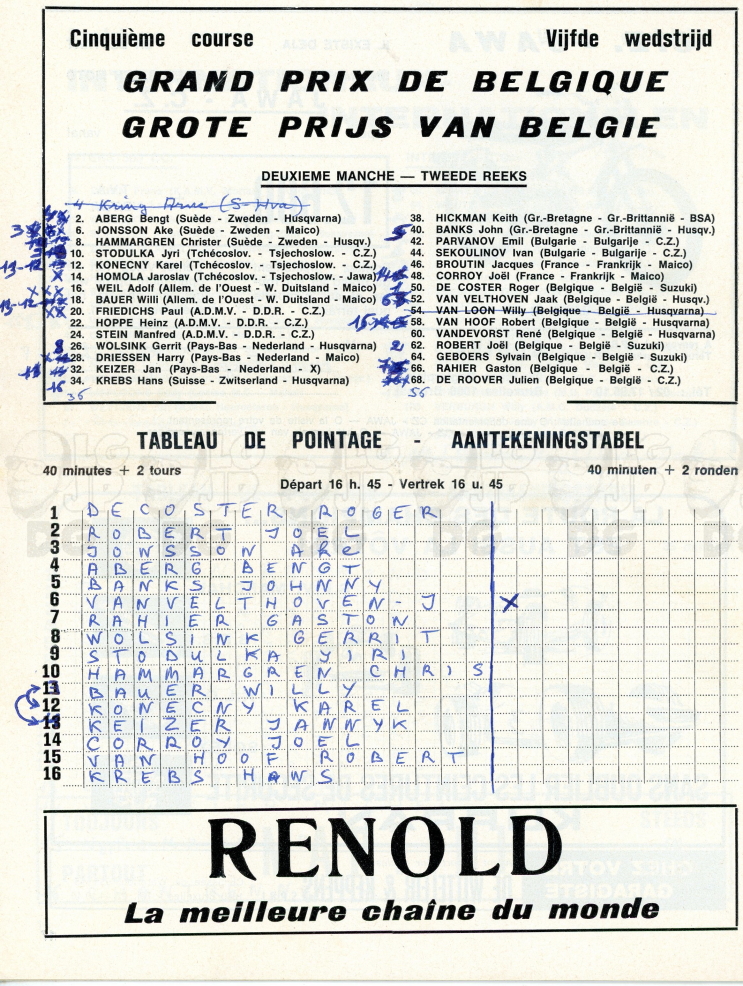 Cinquième course Vijfde wedstrijd
GRAND PRIX DE BELGIQUE
GROTE PRIJS VAN BELGIE
DEUXIEME MANCHE — TWEEDE REEKS
4 Kring Arne (S-Hva)
2. ABERG Bengt (Suède - Zweden - Husqvarna)
6. JONSSON Ake (Suède - Zweden - Maico)
8. HAMMARGREN Christer (Suède - Zweden - Husqv.)
10. STODULKA Jyri (Tchécoslov. - Tsjechoslow. - C.Z.)
12. KONECNY Karel (Tchécoslov. - Tsjechoslow. - C.Z.)
14. HOMOLA Jaroslav (Tchécoslov. - Tsjechoslow. - Jawa)
16. WEIL Adolf (Allem. de l'Ouest - W. Duitsland - Maico)
18. BAUER Willi (Allem. de l'Ouest - W. Duitsland - Maico)
20. FRIEDICHS Paul (A.D.M.V. - D.D.R. - C.Z.)
22. HOPPE Heinz (A.D.M.V. - D.D.R. - C.Z.)
24. STEIN Manfred (A.D.M.V. - D.D.R. - C.Z.)
26. WOLSINK Gerrit (Pays-Bas - Nederland - Husqvarna)
28. DRIESSEN Harry (Pays-Bas - Nederland - Maico)
32. KEIZER Jan (Pays-Bas - Nederland - X)
34. KREBS Hans (Suisse - Zwitserland - Husqvarna)
36
38. HICKMAN Keith (Gr.-Bretagne - Gr.-Brittannië - BSA)
40. BANKS John (Gr.-Bretagne - Gr.-Brittannië - Husqv.)
42. PARVANOV Emil (Bulgarie - Bulgarije - C.Z.)
44. SEKOULINOV Ivan (Bulgarie - Bulgarije - C.Z.)
46. BROUTIN Jacques (France - Frankrijk - Maico)
48. CORROY Joël (France - Frankrijk - Maico)
50. DE COSTER Roger (Belgique - België - Suzuki)
52. VAN VELTHOVEN Jaak (Belgique - België - Husqv.)
54. VAN LOON Willy (Belgique - België - Husqvarna)
58. VAN HOOF Robert (Belgique - België - Husqvarna)
60. VANDEVORST René (Belgique - België - Husqvarna)
62. ROBERT Joël (Belgique - België - Suzuki)
64. GEBOERS Sylvain (Belgique - België - Suzuki)
66. RAHIER Gaston (Belgique - België - C.Z.)
68. DE ROOVER Julien (Belgique - België - C.Z.)
56
TABLEAU DE POINTAGE - AANTEKENINGSTABEL
40 minutes + 2 tours 40 minuten + 2 ronden
Départ 16 h. 45 - Vertrek 16 u. 45
1 DECOSTER ROGER
2 ROBERT JOEL
3 JONSSON AKe
4 ABERG BENGT
5 BANKS JOHNNY
6 VANVELTHOVEN-J X
7 RAHIER GASTON
8 WOLSINK GERRIT
9 STODULKA JIRI
10 HAMMARGREN CHRIS
11 BAUER WILLY
12 KONECNY KAREL
13 KEIZER JANNYK
14 CORROY JOEL
15 VAN HOOF ROBERT
16 KREBS HANS
RENOLD
La meilleure chaîne du monde